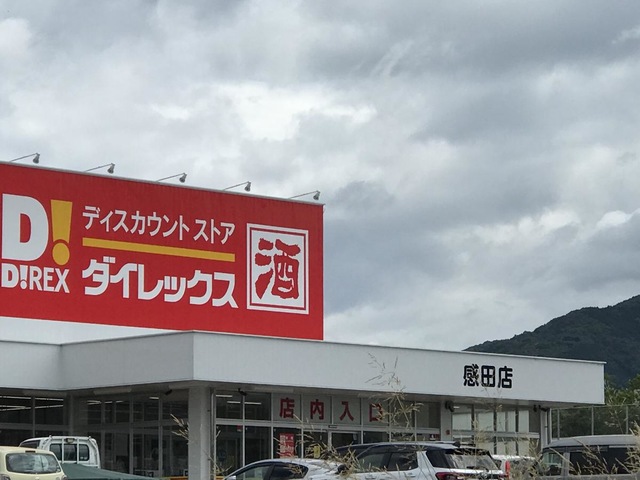 D!
D!REX
ディスカウント ストア
ダイレックス
酒
感田店
店内入口